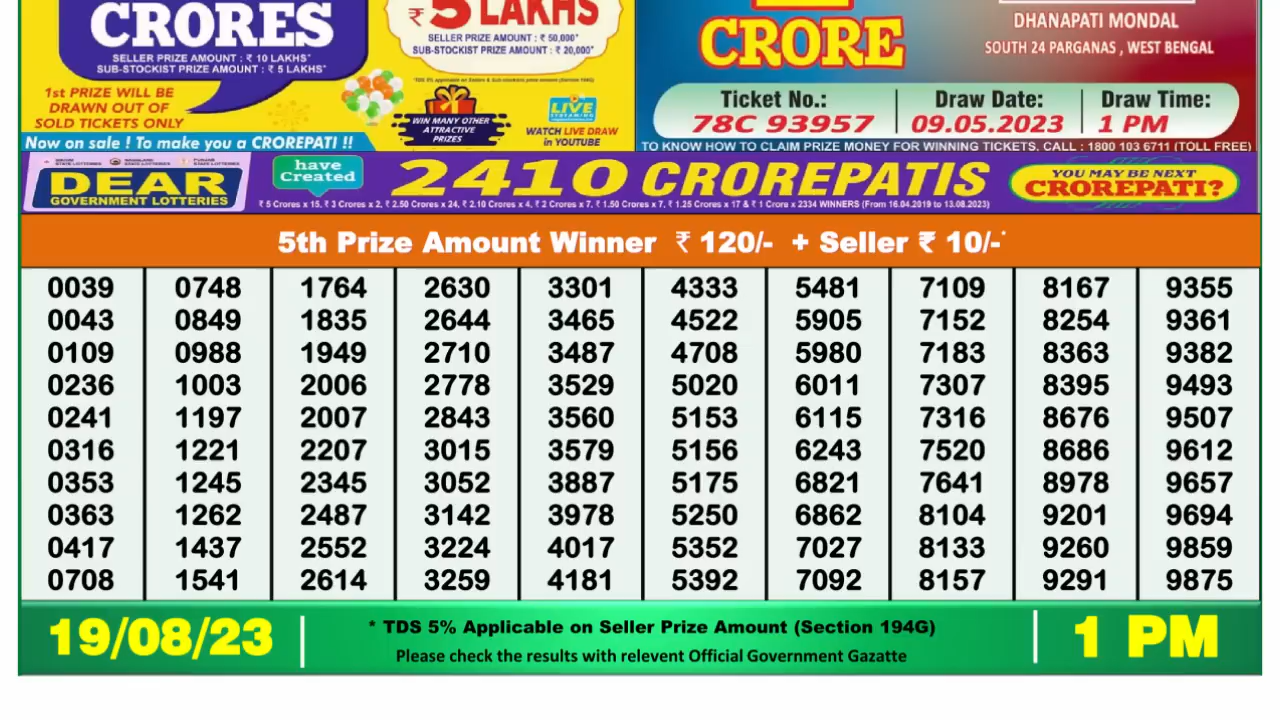 CRORES
SELLER PRIZE AMOUNT : ₹ 10 LAKHS*
SUB-STOCKIST PRIZE AMOUNT : ₹ 5 LAKHS*
1st PRIZE WILL BE
DRAWN OUT OF
SOLD TICKETS ONLY
Now on sale ! To make you a CROREPATI !!
₹ 5 LAKHS
SELLER PRIZE AMOUNT : ₹ 50,000*
SUB-STOCKIST PRIZE AMOUNT : ₹ 20,000*
WIN MANY OTHER
ATTRACTIVE
PRIZES
LIVE
WATCH LIVE DRAW
in YOUTUBE
CRORE
DHANAPATI MONDAL
SOUTH 24 PARGANAS , WEST BENGAL
Ticket No.: Draw Date: Draw Time:
78C 93957 09.05.2023 1 PM
TO KNOW HOW TO CLAIM PRIZE MONEY FOR WINNING TICKETS, CALL : 1800 103 6711 (TOLL FREE)
DEAR
GOVERNMENT LOTTERIES
have
Created
2410 CROREPATIS
₹ 5 Crores x 15, ₹ 3 Crores x 2, ₹ 2.50 Crores x 24, ₹ 2.10 Crores x 4, ₹ 2 Crores x 7, ₹ 1.50 Crores x 7, ₹ 1.25 Crores x 17 & ₹ 1 Crore x 2334 WINNERS (From 16.04.2019 to 13.08.2023)
YOU MAY BE NEXT
CROREPATI?
5th Prize Amount Winner ₹ 120/- + Seller ₹ 10/-*
0039 0748 1764 2630 3301 4333 5481 7109 8167 9355
0043 0849 1835 2644 3465 4522 5905 7152 8254 9361
0109 0988 1949 2710 3487 4708 5980 7183 8363 9382
0236 1003 2006 2778 3529 5020 6011 7307 8395 9493
0241 1197 2007 2843 3560 5153 6115 7316 8676 9507
0316 1221 2207 3015 3579 5156 6243 7520 8686 9612
0353 1245 2345 3052 3887 5175 6821 7641 8978 9657
0363 1262 2487 3142 3978 5250 6862 8104 9201 9694
0417 1437 2552 3224 4017 5352 7027 8133 9260 9859
0708 1541 2614 3259 4181 5392 7092 8157 9291 9875
19/08/23
* TDS 5% Applicable on Seller Prize Amount (Section 194G)
Please check the results with relevent Official Government Gazatte
1 PM